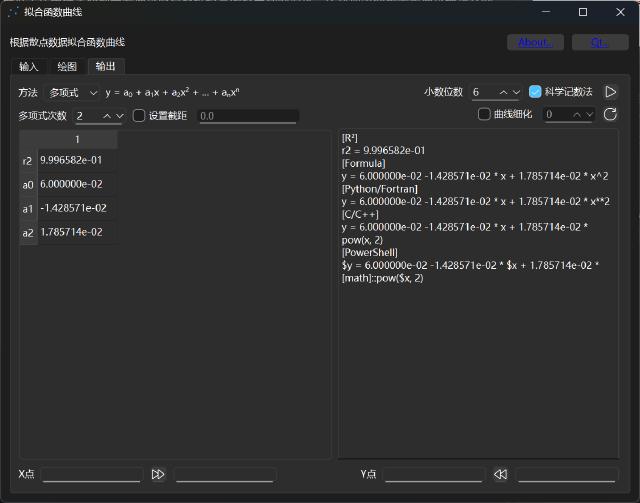 拟合函数曲线
根据散点数据拟合函数曲线
About...
Qt...
输入 绘图 输出
方法 多项式 y = a₀ + a₁x + a₂x² + ... + aₙxⁿ
小数位数 6 科学记数法
多项式次数 2 设置截距 0.0
曲线细化 0
1
r2 9.996582e-01
a0 6.000000e-02
a1 -1.428571e-02
a2 1.785714e-02
[R²]
r2 = 9.996582e-01
[Formula]
y = 6.000000e-02 -1.428571e-02 * x + 1.785714e-02 * x^2
[Python/Fortran]
y = 6.000000e-02 -1.428571e-02 * x + 1.785714e-02 * x**2
[C/C++]
y = 6.000000e-02 -1.428571e-02 * x + 1.785714e-02 *
pow(x, 2)
[PowerShell]
$y = 6.000000e-02 -1.428571e-02 * $x + 1.785714e-02 *
[math]::pow($x, 2)
X点
Y点